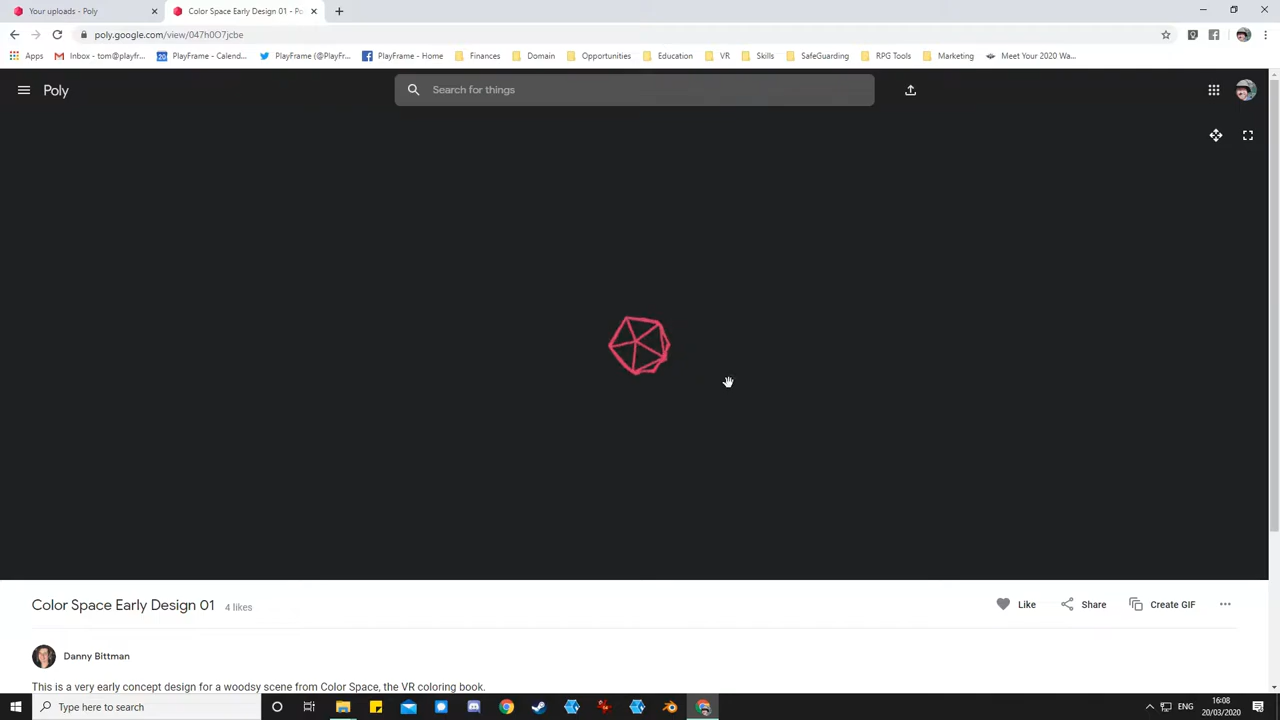 Your uploads - Poly
Color Space Early Design 01 - Po
poly.google.com/view/047h0O7jcbe
Apps
Inbox - tom@playfr...
PlayFrame - Calend...
PlayFrame (@PlayFr...
PlayFrame - Home
Finances
Domain
Opportunities
Education
VR
Skills
SafeGuarding
RPG Tools
Marketing
Meet Your 2020 Wa...
Poly
Search for things
Color Space Early Design 01
4 likes
Like
Share
Create GIF
Danny Bittman
This is a very early concept design for a woodsy scene from Color Space, the VR coloring book.
Type here to search
ENG
16:08
20/03/2020